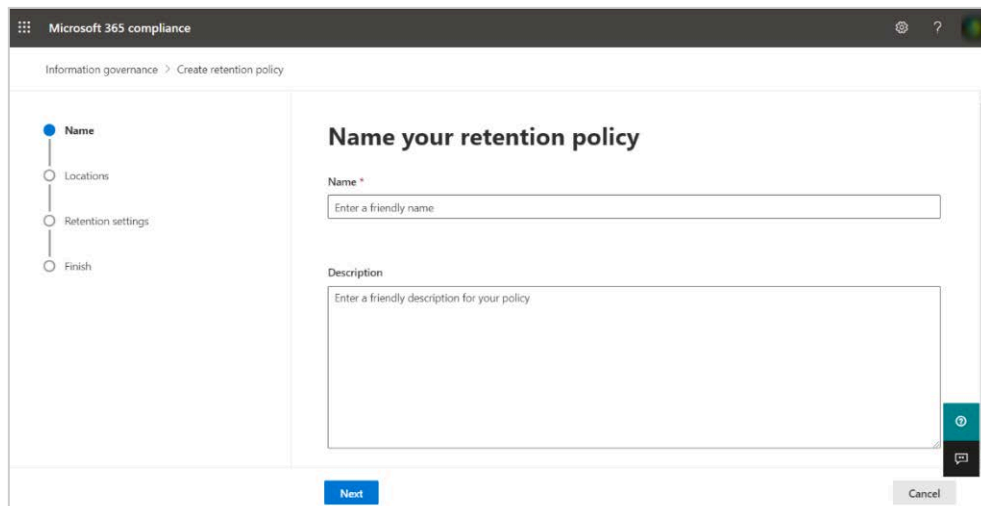 Microsoft 365 compliance
?
Information governance > Create retention policy
Name
Locations
Retention settings
Finish
Name your retention policy
Name *
Enter a friendly name
Description
Enter a friendly description for your policy
Next
Cancel